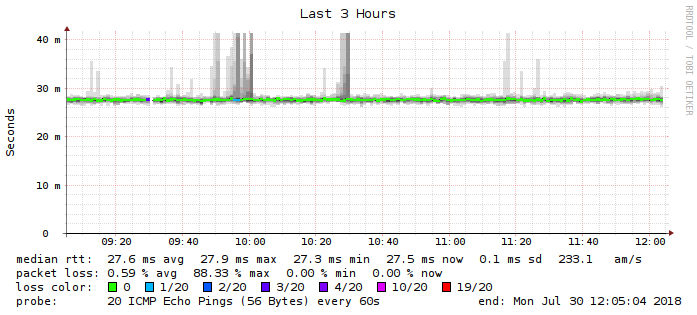 Last 3 Hours
RRDTOOL / TOBI OETIKER
Seconds
40 m
30 m
20 m
10 m
0
09:20 09:40 10:00 10:20 10:40 11:00 11:20 11:40 12:00
median rtt: 27.6 ms avg 27.9 ms max 27.3 ms min 27.5 ms now 0.1 ms sd 233.1 am/s
packet loss: 0.59 % avg 88.33 % max 0.00 % min 0.00 % now
loss color: 0 1/20 2/20 3/20 4/20 10/20 19/20
probe: 20 ICMP Echo Pings (56 Bytes) every 60s end: Mon Jul 30 12:05:04 2018